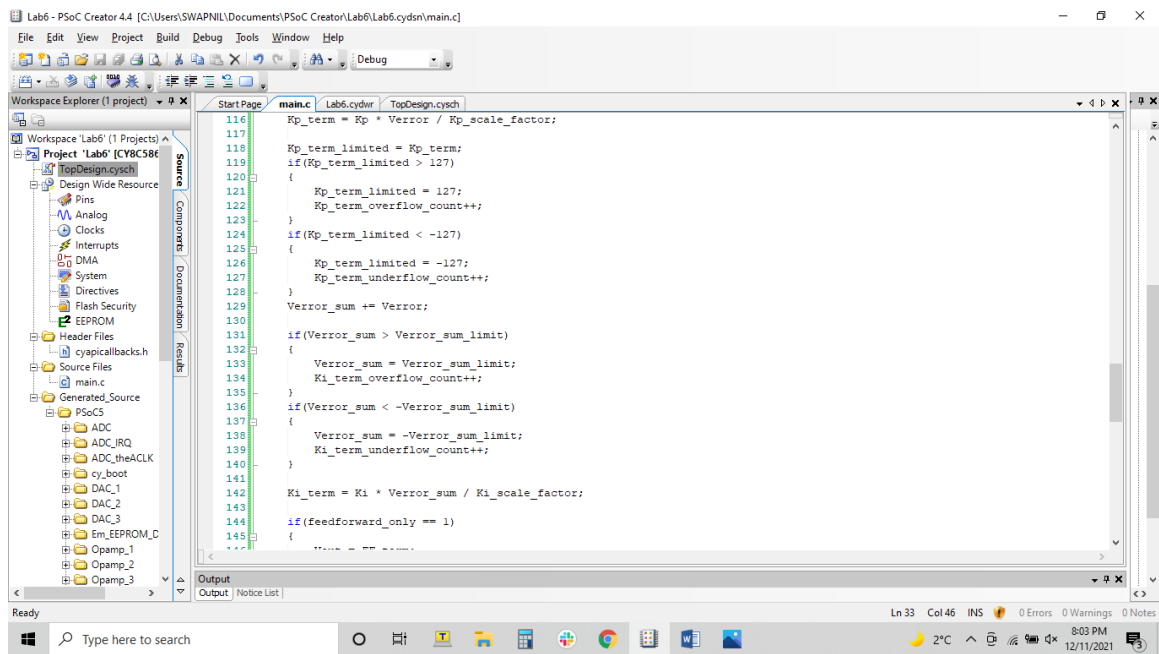 Lab6 - PSoC Creator 4.4 [C:\Users\SWAPNIL\Documents\PSoC Creator\Lab6\Lab6.cydsn\main.c]
File Edit View Project Build Debug Tools Window Help
Debug
Workspace Explorer (1 project)
Start Page main.c Lab6.cydwr TopDesign.cysch
Workspace 'Lab6' (1 Projects)
Project 'Lab6' [CY8C586
TopDesign.cysch
Design Wide Resource
Pins
Analog
Clocks
Interrupts
DMA
System
Directives
Flash Security
EEPROM
Header Files
cyapicallbacks.h
Source Files
main.c
Generated_Source
PSoC5
ADC
ADC_IRQ
ADC_theACLK
cy_boot
DAC_1
DAC_2
DAC_3
Em_EEPROM_D
Opamp_1
Opamp_2
Opamp_3
Source
Components
Documentation
Results
116 Kp_term = Kp * Verror / Kp_scale_factor;
117
118 Kp_term_limited = Kp_term;
119 if(Kp_term_limited > 127)
120 {
121 Kp_term_limited = 127;
122 Kp_term_overflow_count++;
123 }
124 if(Kp_term_limited < -127)
125 {
126 Kp_term_limited = -127;
127 Kp_term_underflow_count++;
128 }
129 Verror_sum += Verror;
130
131 if(Verror_sum > Verror_sum_limit)
132 {
133 Verror_sum = Verror_sum_limit;
134 Ki_term_overflow_count++;
135 }
136 if(Verror_sum < -Verror_sum_limit)
137 {
138 Verror_sum = -Verror_sum_limit;
139 Ki_term_underflow_count++;
140 }
141
142 Ki_term = Ki * Verror_sum / Ki_scale_factor;
143
144 if(feedforward_only == 1)
145 {
Output
Output Notice List
Ready
Ln 33 Col 46 INS 0 Errors 0 Warnings 0 Notes
Type here to search
2°C
8:03 PM
12/11/2021
3